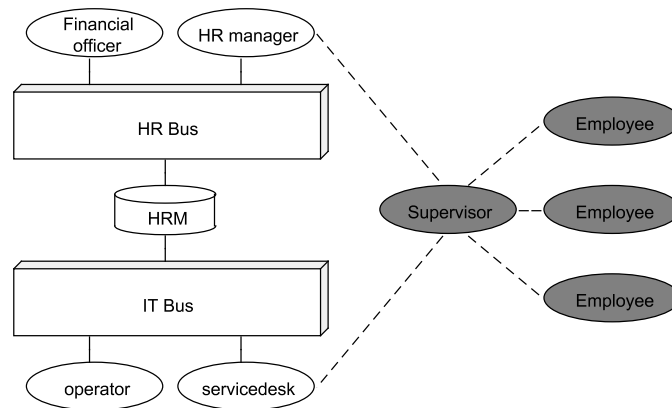 Financial
officer
HR manager
HR Bus
Employee
HRM
Supervisor
Employee
IT Bus
Employee
operator
servicedesk